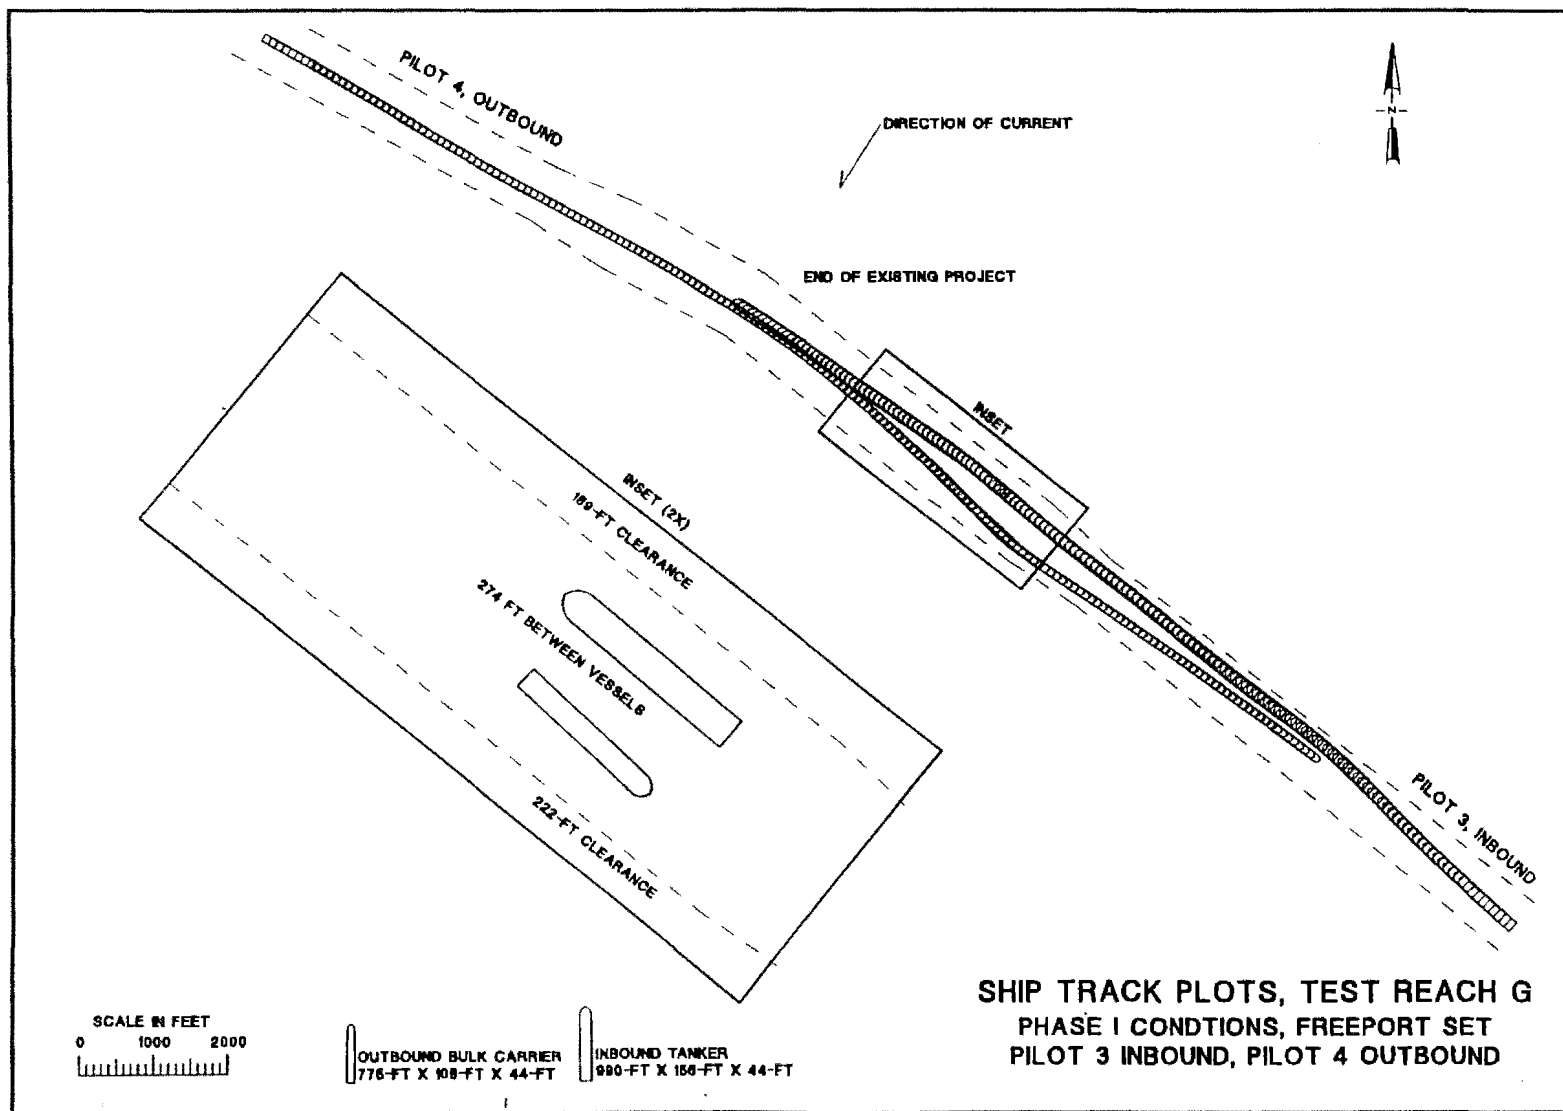 PILOT 4, OUTBOUND
DIRECTION OF CURRENT
N
END OF EXISTING PROJECT
INSET
INSET (2X)
159-FT CLEARANCE
274 FT BETWEEN VESSELS
222-FT CLEARANCE
PILOT 3, INBOUND
SHIP TRACK PLOTS, TEST REACH G
PHASE I CONDTIONS, FREEPORT SET
PILOT 3 INBOUND, PILOT 4 OUTBOUND
SCALE IN FEET
0 1000 2000
OUTBOUND BULK CARRIER
775-FT X 106-FT X 44-FT
INBOUND TANKER
990-FT X 156-FT X 44-FT